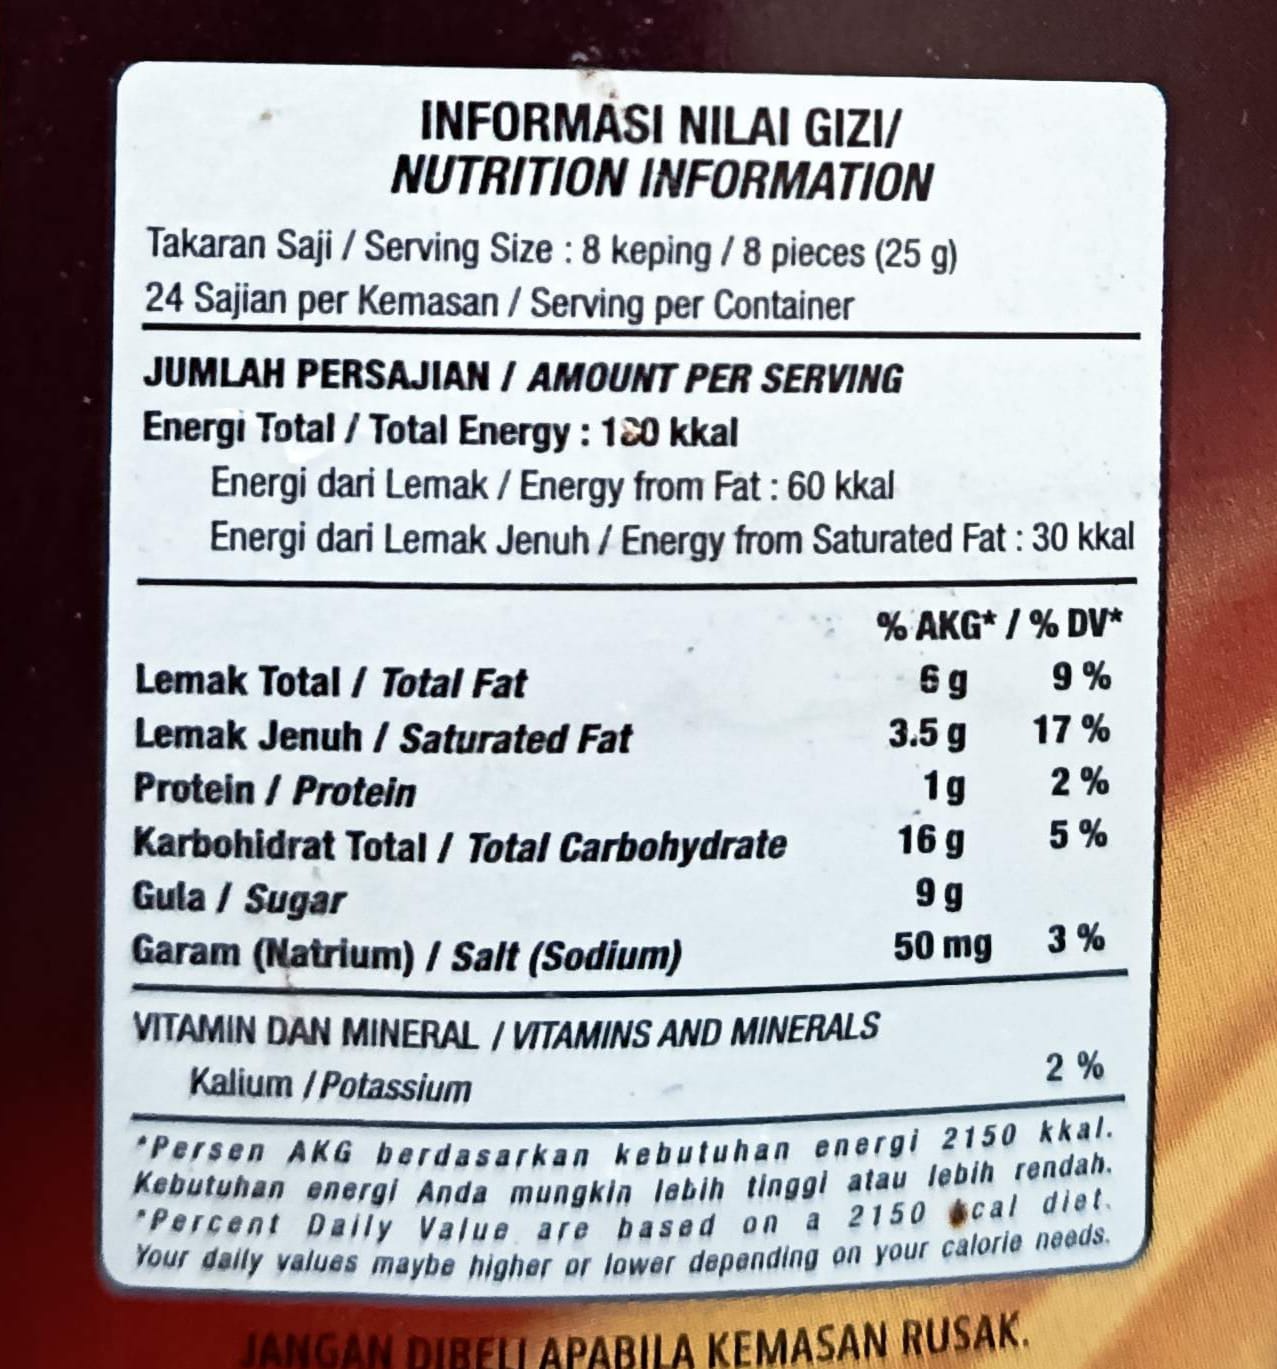 INFORMASI NILAI GIZI/
NUTRITION INFORMATION
Takaran Saji / Serving Size : 8 keping / 8 pieces (25 g)
24 Sajian per Kemasan / Serving per Container
JUMLAH PERSAJIAN / AMOUNT PER SERVING
Energi Total / Total Energy : kkal
Energi dari Lemak / Energy from Fat : 60 kkal
Energi dari Lemak Jenuh / Energy from Saturated Fat : 30 kkal
% AKG* / % DV*
Lemak Total / Total Fat 6 g 9 %
Lemak Jenuh / Saturated Fat 3.5 g 17 %
Protein / Protein 1 g 2 %
Karbohidrat Total / Total Carbohydrate 16 g 5 %
Gula / Sugar 9 g
Garam (Natrium) / Salt (Sodium) 50 mg 3 %
VITAMIN DAN MINERAL / VITAMINS AND MINERALS
Kalium / Potassium 2 %
*Persen AKG berdasarkan kebutuhan energi 2150 kkal.
Kebutuhan energi Anda mungkin lebih tinggi atau lebih rendah.
*Percent Daily Value are based on a 2150 diet.
Your daily values maybe higher or lower depending on your calorie needs.
JANGAN DIBELI APABILA KEMASAN RUSAK.